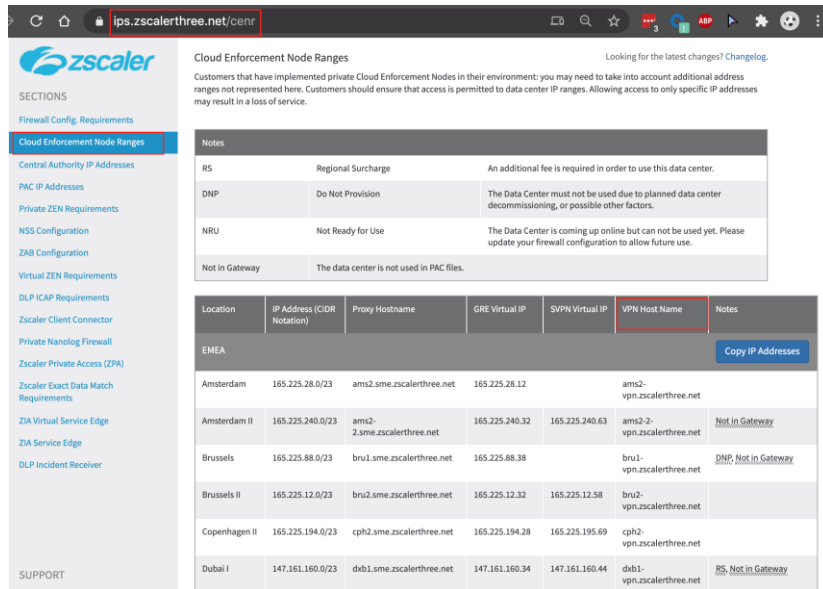 ips.zscalerthree.net/cenr
3
1
ABP
zscaler
SECTIONS
Firewall Config. Requirements
Cloud Enforcement Node Ranges
Central Authority IP Addresses
PAC IP Addresses
Private ZEN Requirements
NSS Configuration
ZAB Configuration
Virtual ZEN Requirements
DLP ICAP Requirements
Zscaler Client Connector
Private Nanolog Firewall
Zscaler Private Access (ZPA)
Zscaler Exact Data Match
Requirements
ZIA Virtual Service Edge
ZIA Service Edge
DLP Incident Receiver
SUPPORT
Cloud Enforcement Node Ranges
Looking for the latest changes? Changelog.
Customers that have implemented private Cloud Enforcement Nodes in their environment: you may need to take into account additional address
ranges not represented here. Customers should ensure that access is permitted to data center IP ranges. Allowing access to only specific IP addresses
may result in a loss of service.
Notes
RS Regional Surcharge An additional fee is required in order to use this data center.
DNP Do Not Provision The Data Center must not be used due to planned data center
decommissioning, or possible other factors.
NRU Not Ready for Use The Data Center is coming up online but can not be used yet. Please
update your firewall configuration to allow future use.
Not in Gateway The data center is not used in PAC files.
Location IP Address (CIDR Proxy Hostname GRE Virtual IP SVPN Virtual IP VPN Host Name Notes
Notation)
EMEA Copy IP Addresses
Amsterdam 165.225.28.0/23 ams2.sme.zscalerthree.net 165.225.28.12 ams2-
vpn.zscalerthree.net
Amsterdam II 165.225.240.0/23 ams2- 165.225.240.32 165.225.240.63 ams2-2- Not in Gateway
2.sme.zscalerthree.net vpn.zscalerthree.net
Brussels 165.225.88.0/23 bru1.sme.zscalerthree.net 165.225.88.38 bru1- DNP, Not in Gateway
vpn.zscalerthree.net
Brussels II 165.225.12.0/23 bru2.sme.zscalerthree.net 165.225.12.32 165.225.12.58 bru2-
vpn.zscalerthree.net
Copenhagen II 165.225.194.0/23 cph2.sme.zscalerthree.net 165.225.194.28 165.225.195.69 cph2-
vpn.zscalerthree.net
Dubai I 147.161.160.0/23 dxb1.sme.zscalerthree.net 147.161.160.34 147.161.160.44 dxb1- RS, Not in Gateway
vpn.zscalerthree.net